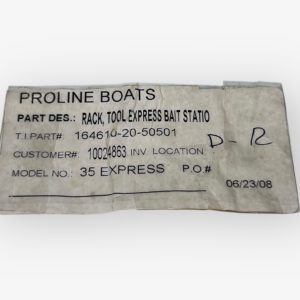 PROLINE BOATS
PART DES.: RACK, TOOL EXPRESS BAIT STATIO
T.I.PART#: 164610-20-50501
CUSTOMER# 10024863 INV. LOCATION: D-R
MODEL NO.: 35 EXPRESS P.O.#
06/23/08